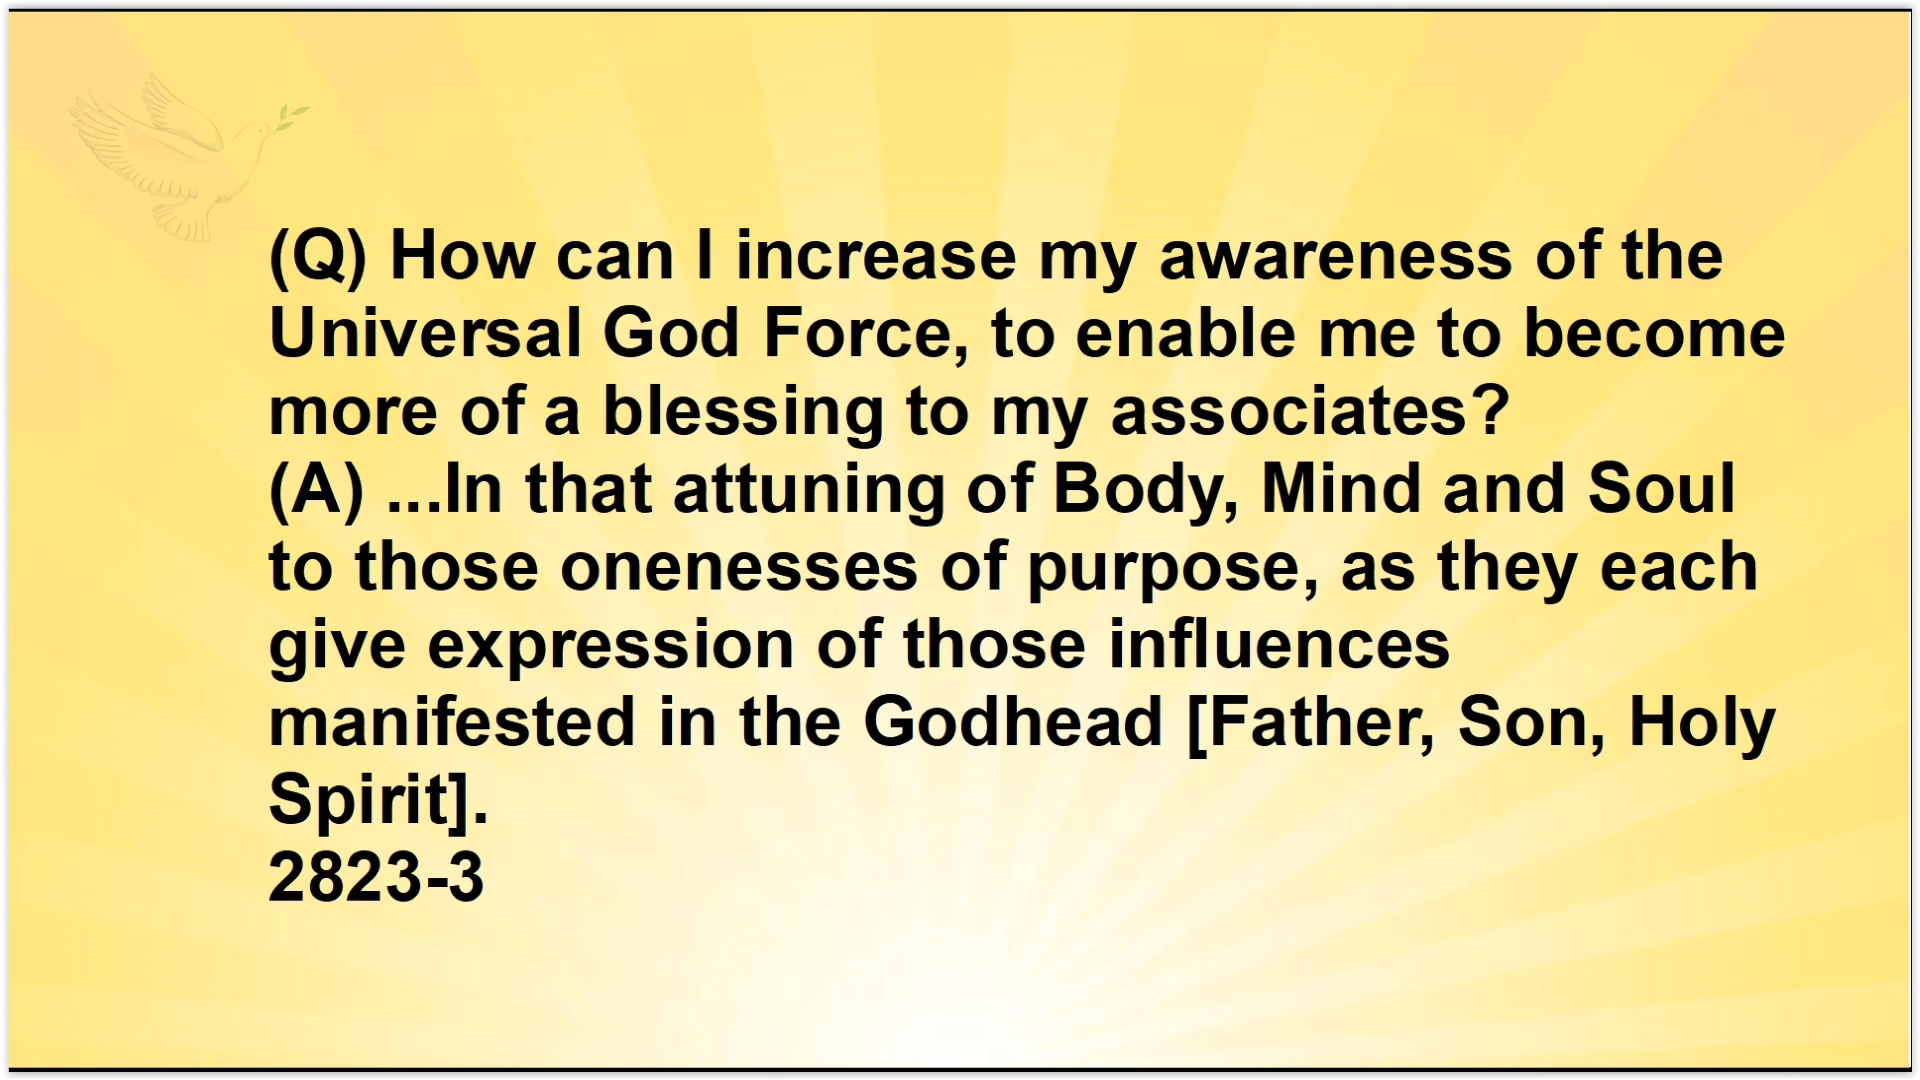 (Q) How can I increase my awareness of the
Universal God Force, to enable me to become
more of a blessing to my associates?
(A) ...In that attuning of Body, Mind and Soul
to those onenesses of purpose, as they each
give expression of those influences
manifested in the Godhead [Father, Son, Holy
Spirit].
2823-3